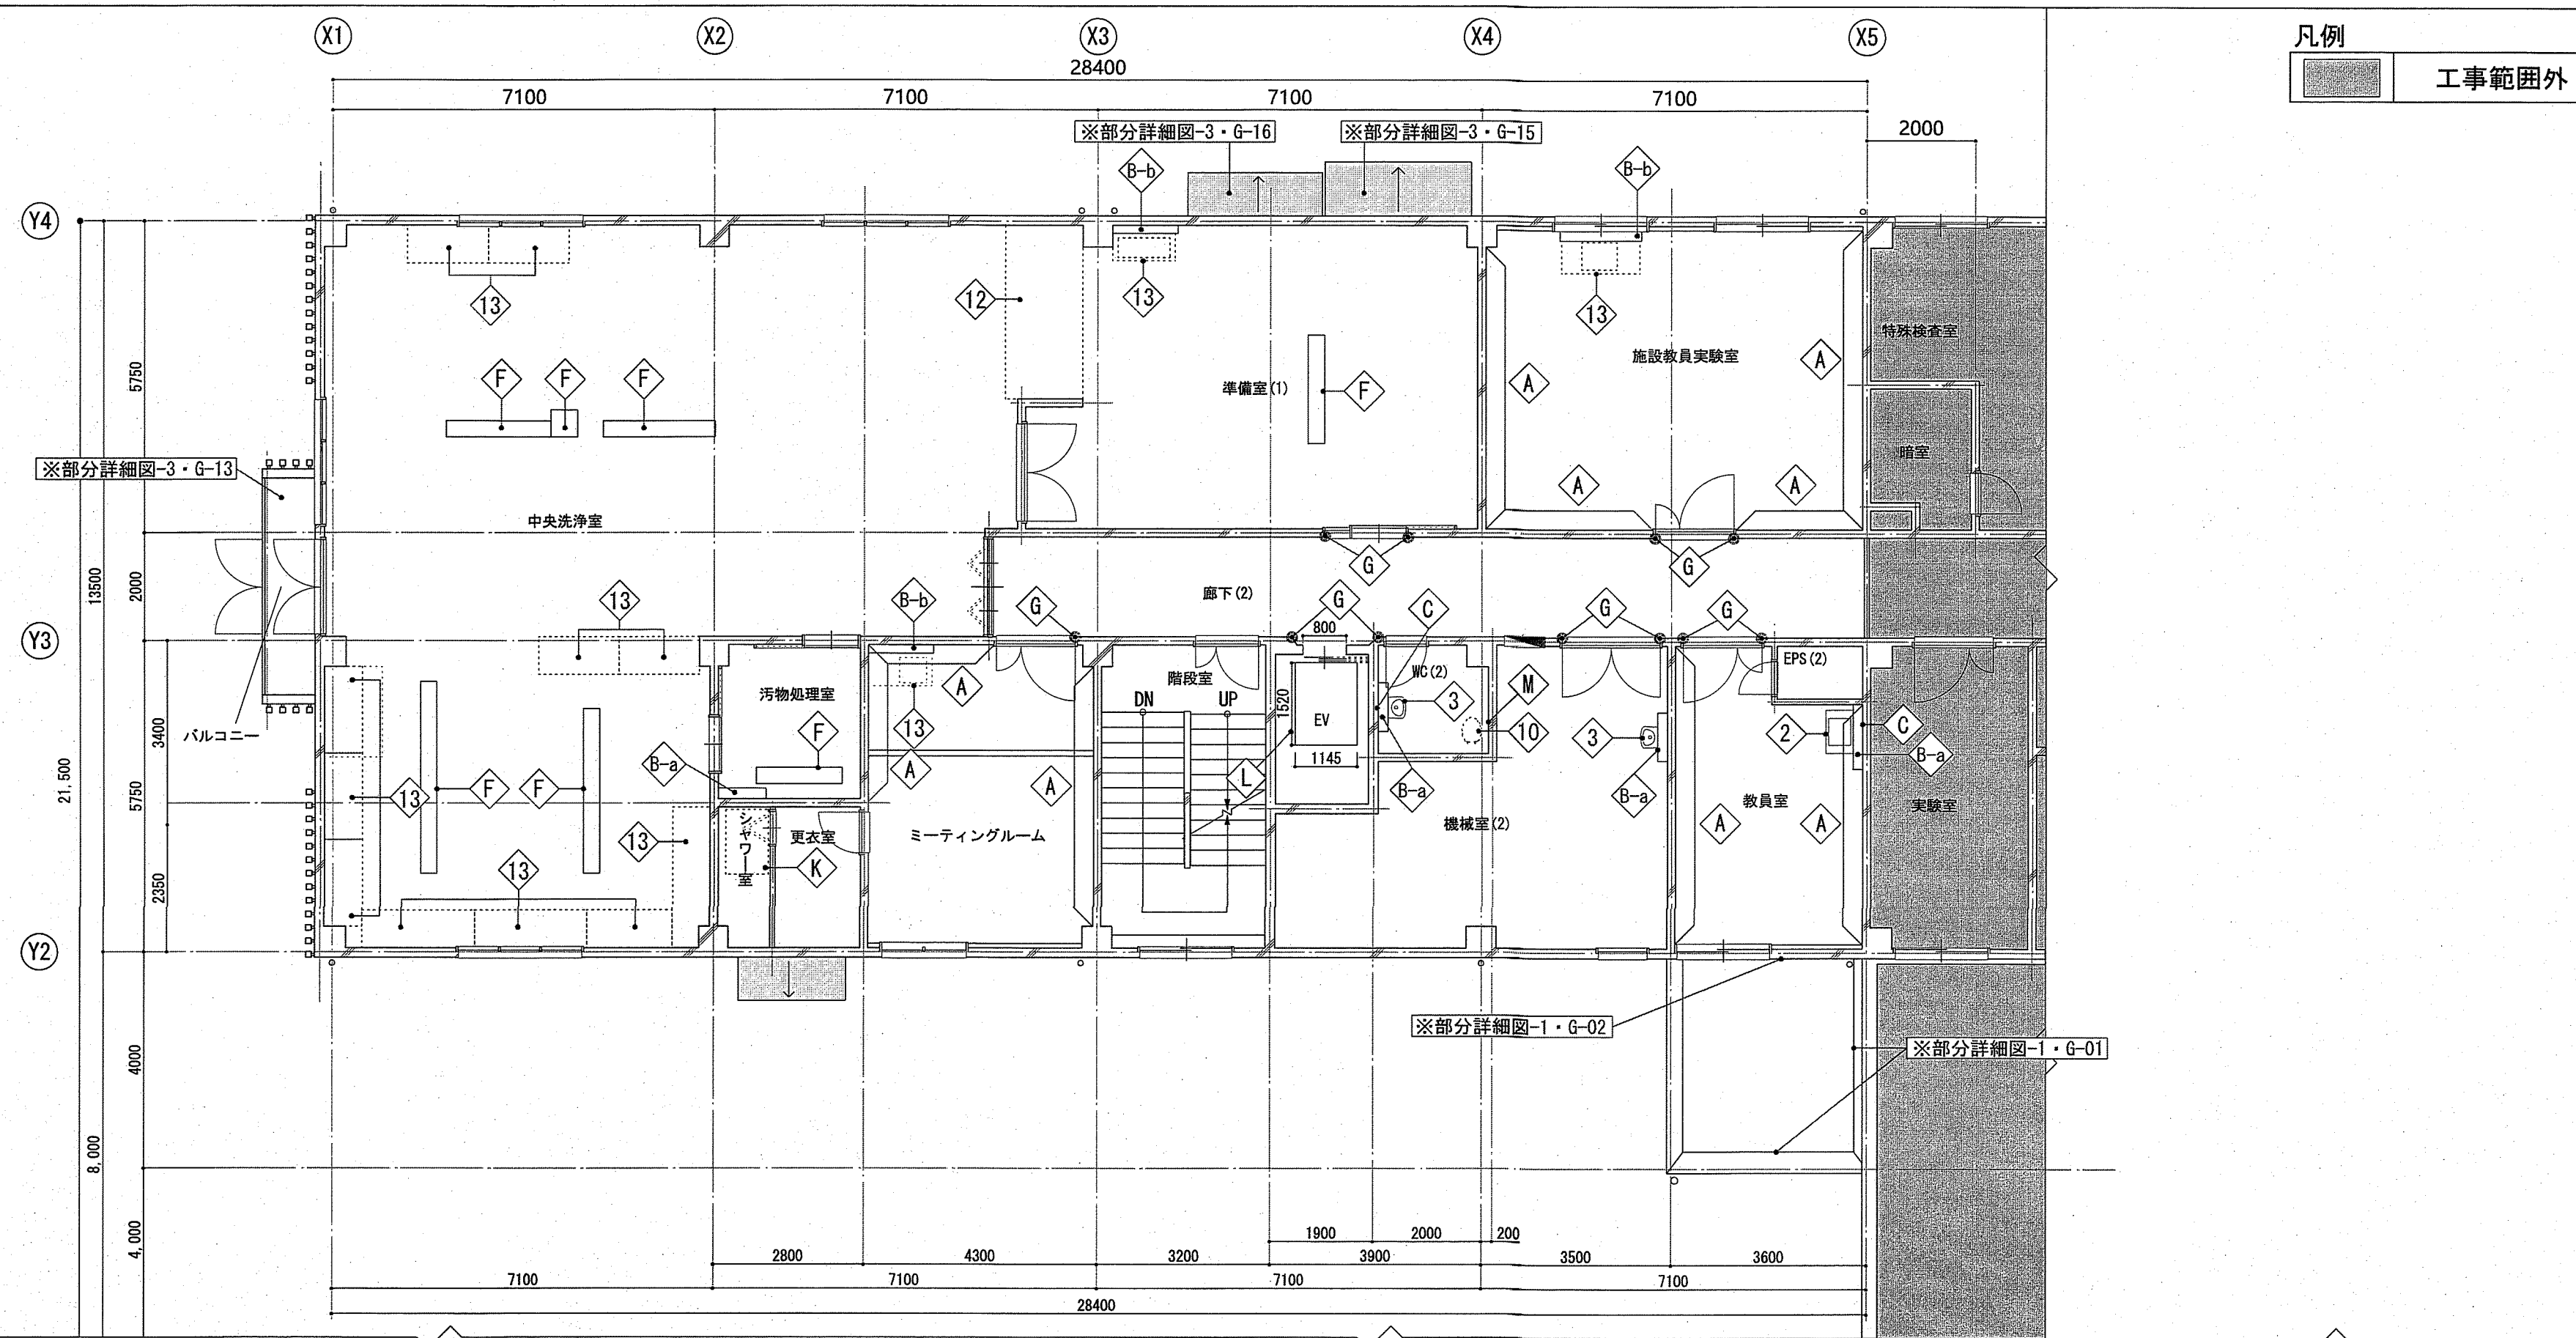 X1
X2
X3
X4
X5
凡例
工事範囲外
28400
7100
7100
7100
7100
2000
※部分詳細図-3・G-16
※部分詳細図-3・G-15
B-b
B-b
Y4
13
12
13
13
特殊検査室
施設教員実験室
A
A
5750
F
F
F
準備室(1)
F
暗室
※部分詳細図-3・G-13
A
A
中央洗浄室
13500
2000
G
G
13
B-b
G
廊下(2)
G
C
G
G
800
Y3
EPS(2)
WC(2)
階段室
汚物処理室
A
M
DN
UP
3
1520
EV
2
C
3400
バルコニー
F
13
10
3
B-a
B-a
1145
21,500
13
F
F
A
A
L
B-a
B-a
5750
教員室
実験室
シャワー室
更衣室
ミーティングルーム
機械室(2)
A
A
13
K
13
2350
Y2
※部分詳細図-1・G-02
※部分詳細図-1・G-01
4000
8,000
4,000
1900
2000
200
2800
4300
3200
3900
3500
3600
7100
7100
7100
7100
28400